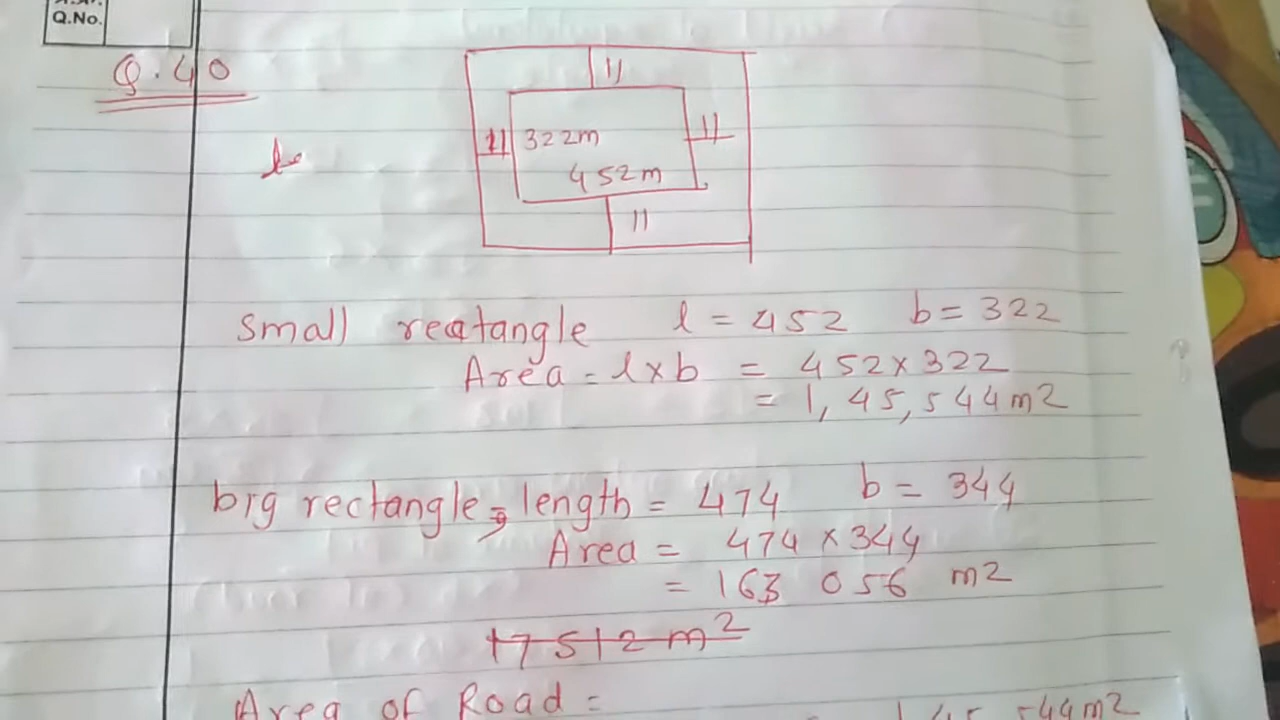 Q.No.
Q.40
11
11 322m 11
452m
11
small rectangle l = 452 b = 322
Area = l x b = 452 x 322
= 1,45,544 m2
big rectangle, length = 474 b = 344
Area = 474 x 344
= 163 056 m2
17512 m²
Area of Road =
544m2